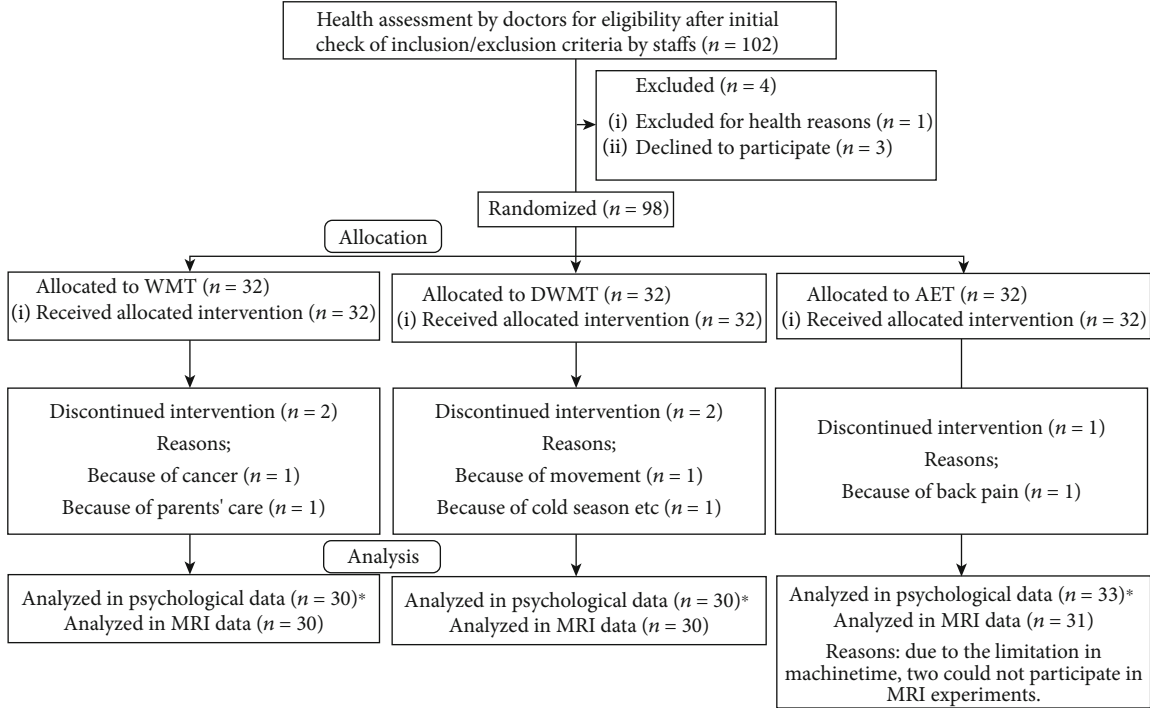 Health assessment by doctors for eligibility after initial
check of inclusion/exclusion criteria by staffs (n = 102)
Excluded (n = 4)
(i) Excluded for health reasons (n = 1)
(ii) Declined to participate (n = 3)
Randomized (n = 98)
Allocation
Allocated to WMT (n = 32)
(i) Received allocated intervention (n = 32)
Allocated to DWMT (n = 32)
(i) Received allocated intervention (n = 32)
Allocated to AET (n = 32)
(i) Received allocated intervention (n = 32)
Discontinued intervention (n = 2)
Reasons;
Because of cancer (n = 1)
Because of parents' care (n = 1)
Discontinued intervention (n = 2)
Reasons;
Because of movement (n = 1)
Because of cold season etc (n = 1)
Discontinued intervention (n = 1)
Reasons;
Because of back pain (n = 1)
Analysis
Analyzed in psychological data (n = 30)*
Analyzed in MRI data (n = 30)
Analyzed in psychological data (n = 30)*
Analyzed in MRI data (n = 30)
Analyzed in psychological data (n = 33)*
Analyzed in MRI data (n = 31)
Reasons: due to the limitation in
machinetime, two could not participate in
MRI experiments.